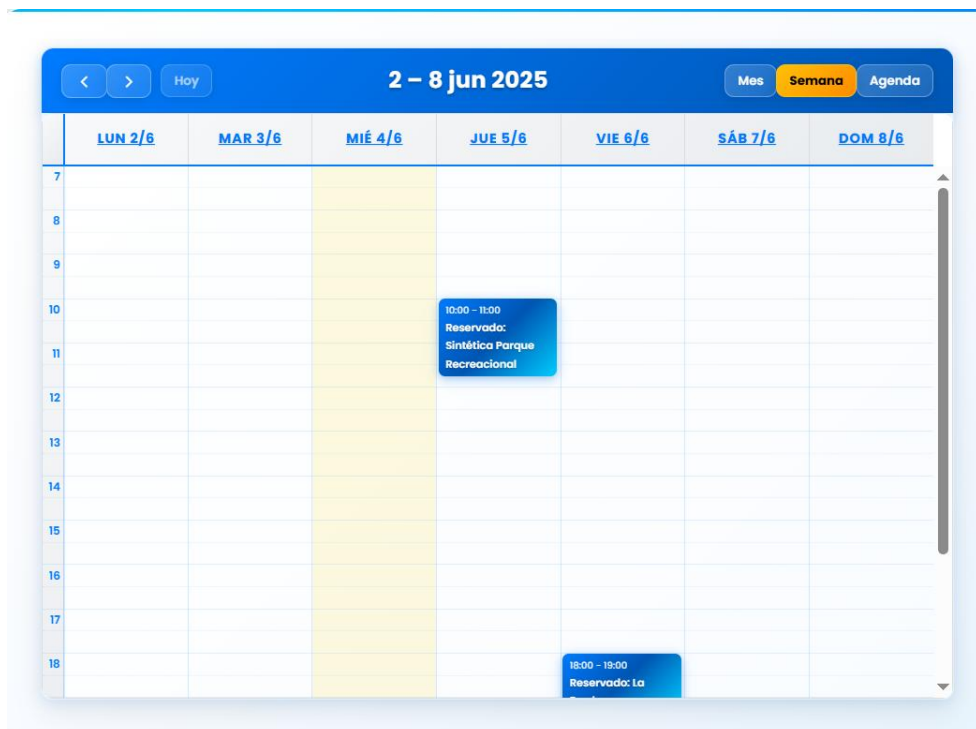 Hoy
2 – 8 jun 2025
Mes Semana Agenda
LUN 2/6 MAR 3/6 MIÉ 4/6 JUE 5/6 VIE 6/6 SÁB 7/6 DOM 8/6
7
8
9
10
10:00 – 11:00
Reservado:
Sintética Parque
Recreacional
11
12
13
14
15
16
17
18
18:00 – 19:00
Reservado: La